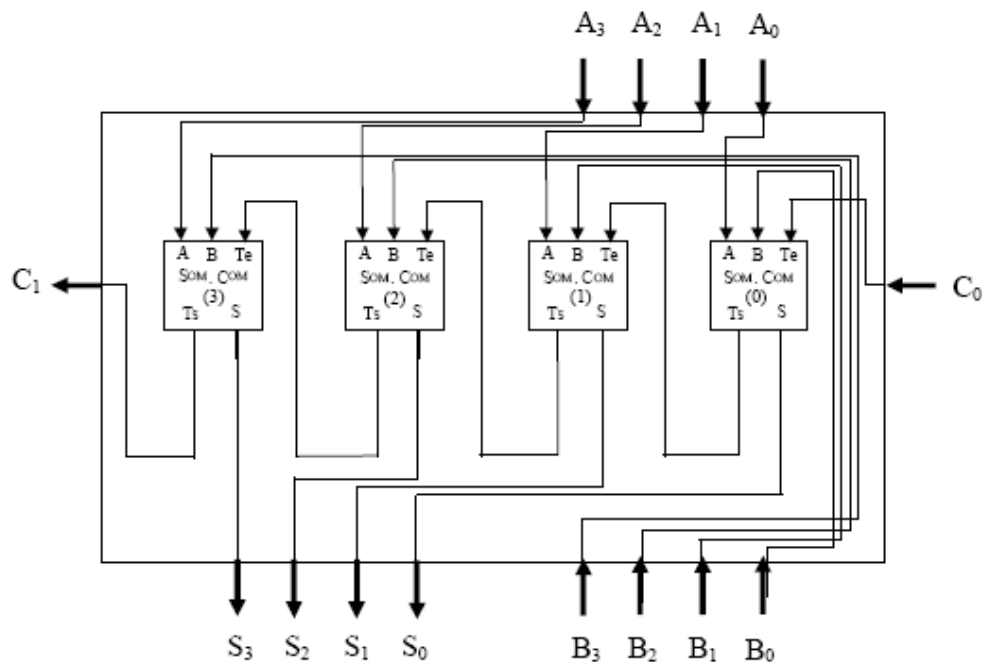 A₃ A₂ A₁ A₀
A B Te A B Te A B Te A B Te
SOM. COM SOM. COM SOM. COM SOM. COM
(3) (2) (1) (0)
Ts S Ts S Ts S Ts S
C₁ C₀
S₃ S₂ S₁ S₀ B₃ B₂ B₁ B₀